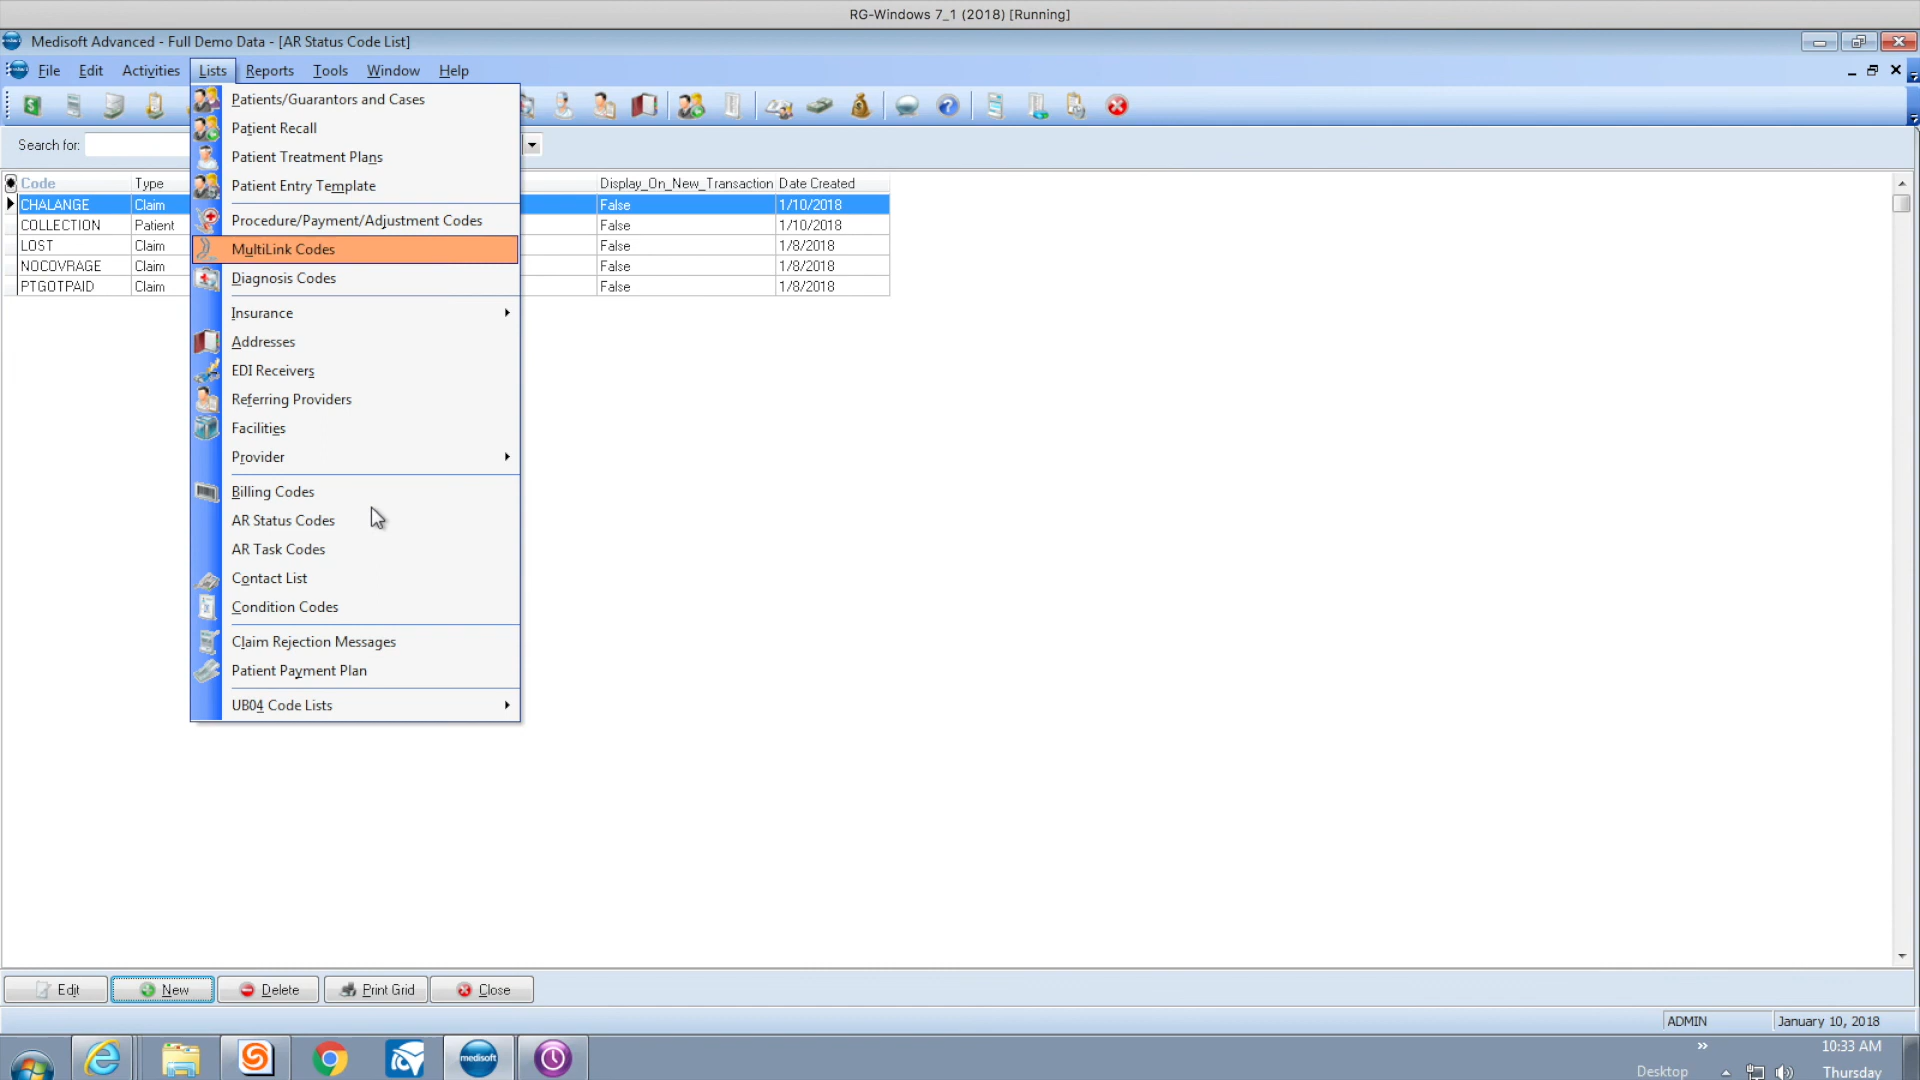 RG-Windows 7_1 (2018) [Running]
Medisoft Advanced - Full Demo Data - [AR Status Code List]
File Edit Activities Lists Reports Tools Window Help
Search for:
Patients/Guarantors and Cases
Patient Recall
Patient Treatment Plans
Patient Entry Template
Procedure/Payment/Adjustment Codes
MultiLink Codes
Diagnosis Codes
Insurance
Addresses
EDI Receivers
Referring Providers
Facilities
Provider
Billing Codes
AR Status Codes
AR Task Codes
Contact List
Condition Codes
Claim Rejection Messages
Patient Payment Plan
UB04 Code Lists
Code Type Display_On_New_Transaction Date Created
CHALANGE Claim False 1/10/2018
COLLECTION Patient False 1/10/2018
LOST Claim False 1/8/2018
NOCOVRAGE Claim False 1/8/2018
PTGOTPAID Claim False 1/8/2018
Edit New Delete Print Grid Close
ADMIN January 10, 2018
medisoft
10:33 AM
Desktop Thursday